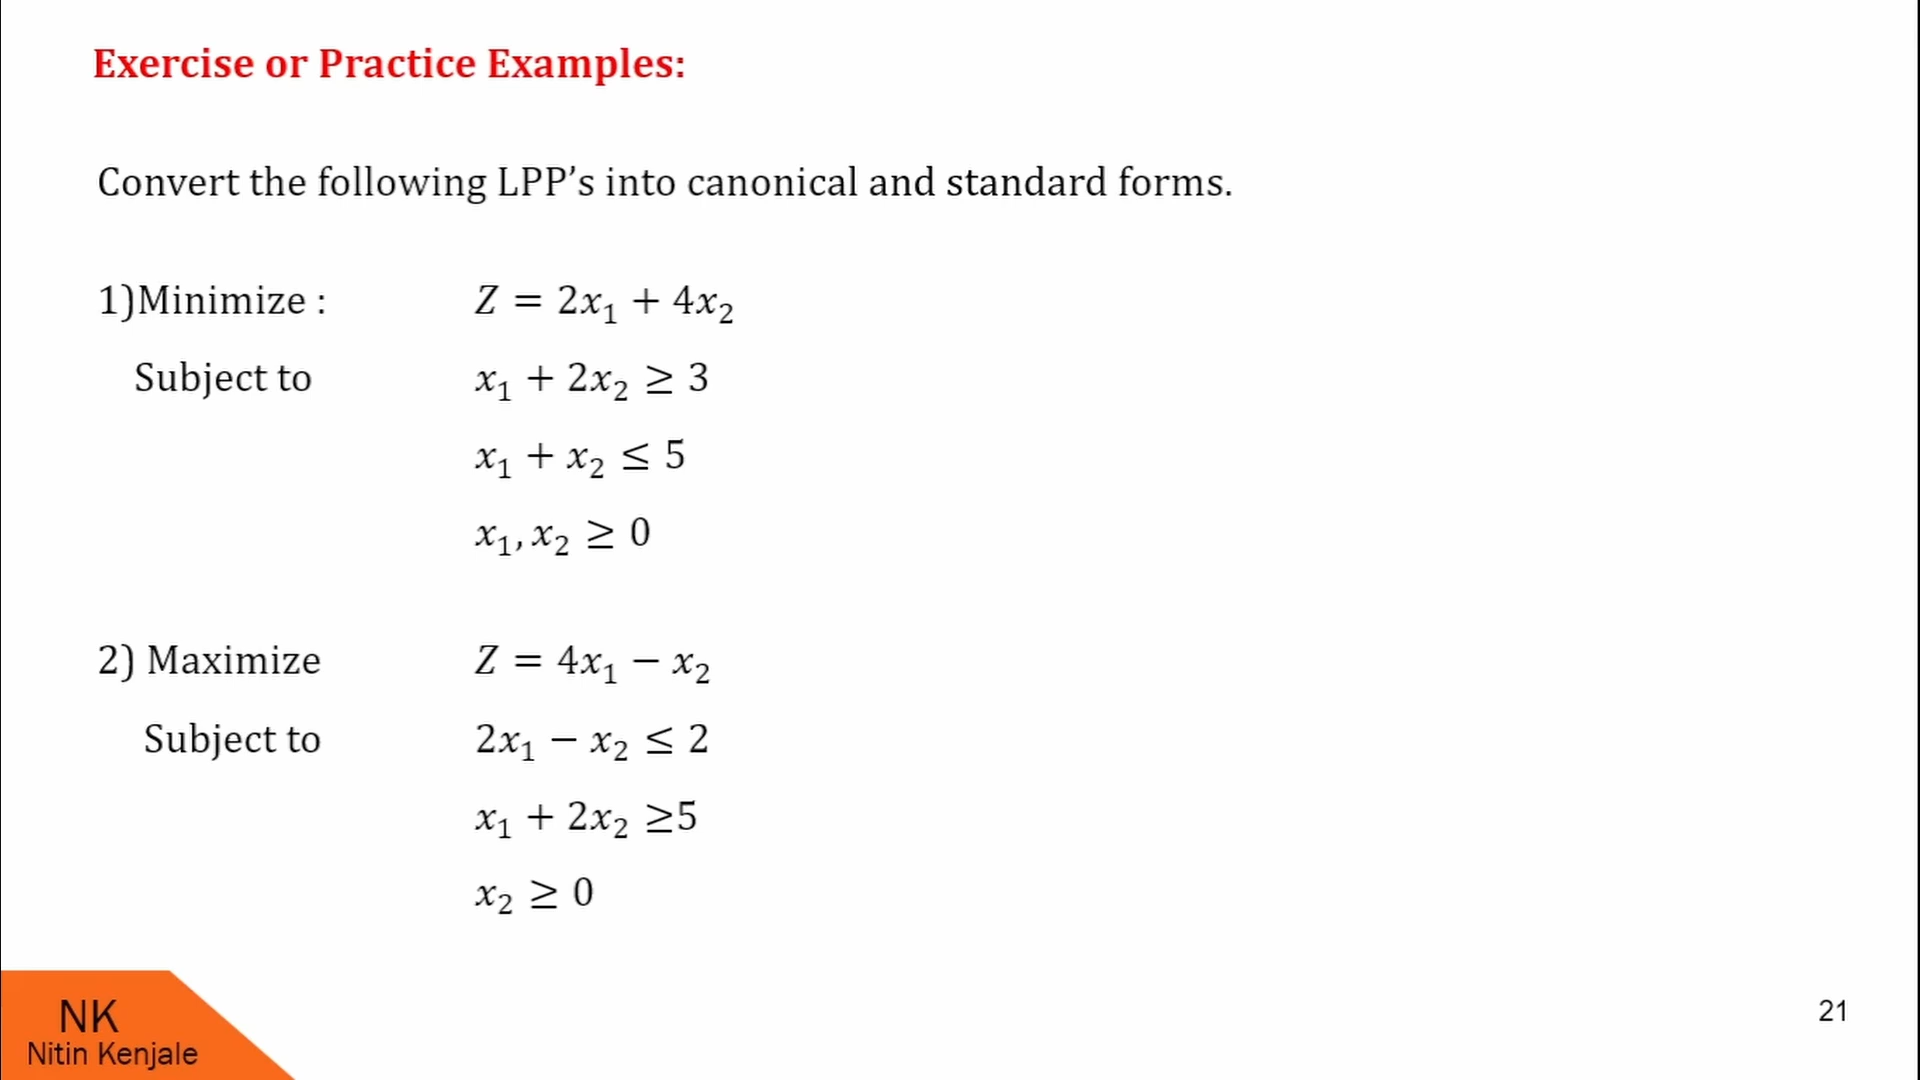 Exercise or Practice Examples:
Convert the following LPP’s into canonical and standard forms.
1)Minimize : Z = 2x₁ + 4x₂
Subject to x₁ + 2x₂ ≥ 3
x₁ + x₂ ≤ 5
x₁, x₂ ≥ 0
2) Maximize Z = 4x₁ − x₂
Subject to 2x₁ − x₂ ≤ 2
x₁ + 2x₂ ≥5
x₂ ≥ 0
NK
Nitin Kenjale
21